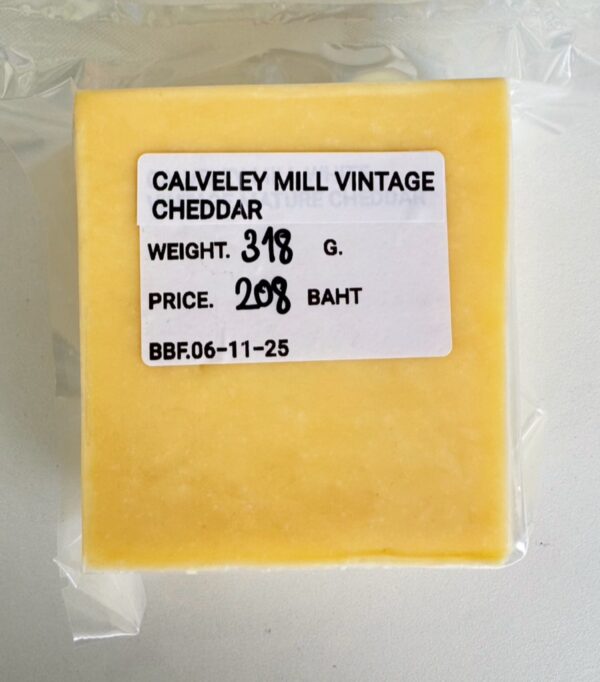 CALVELEY MILL VINTAGE
CHEDDAR
WEIGHT. 318 G.
PRICE. 208 BAHT
BBF.06-11-25